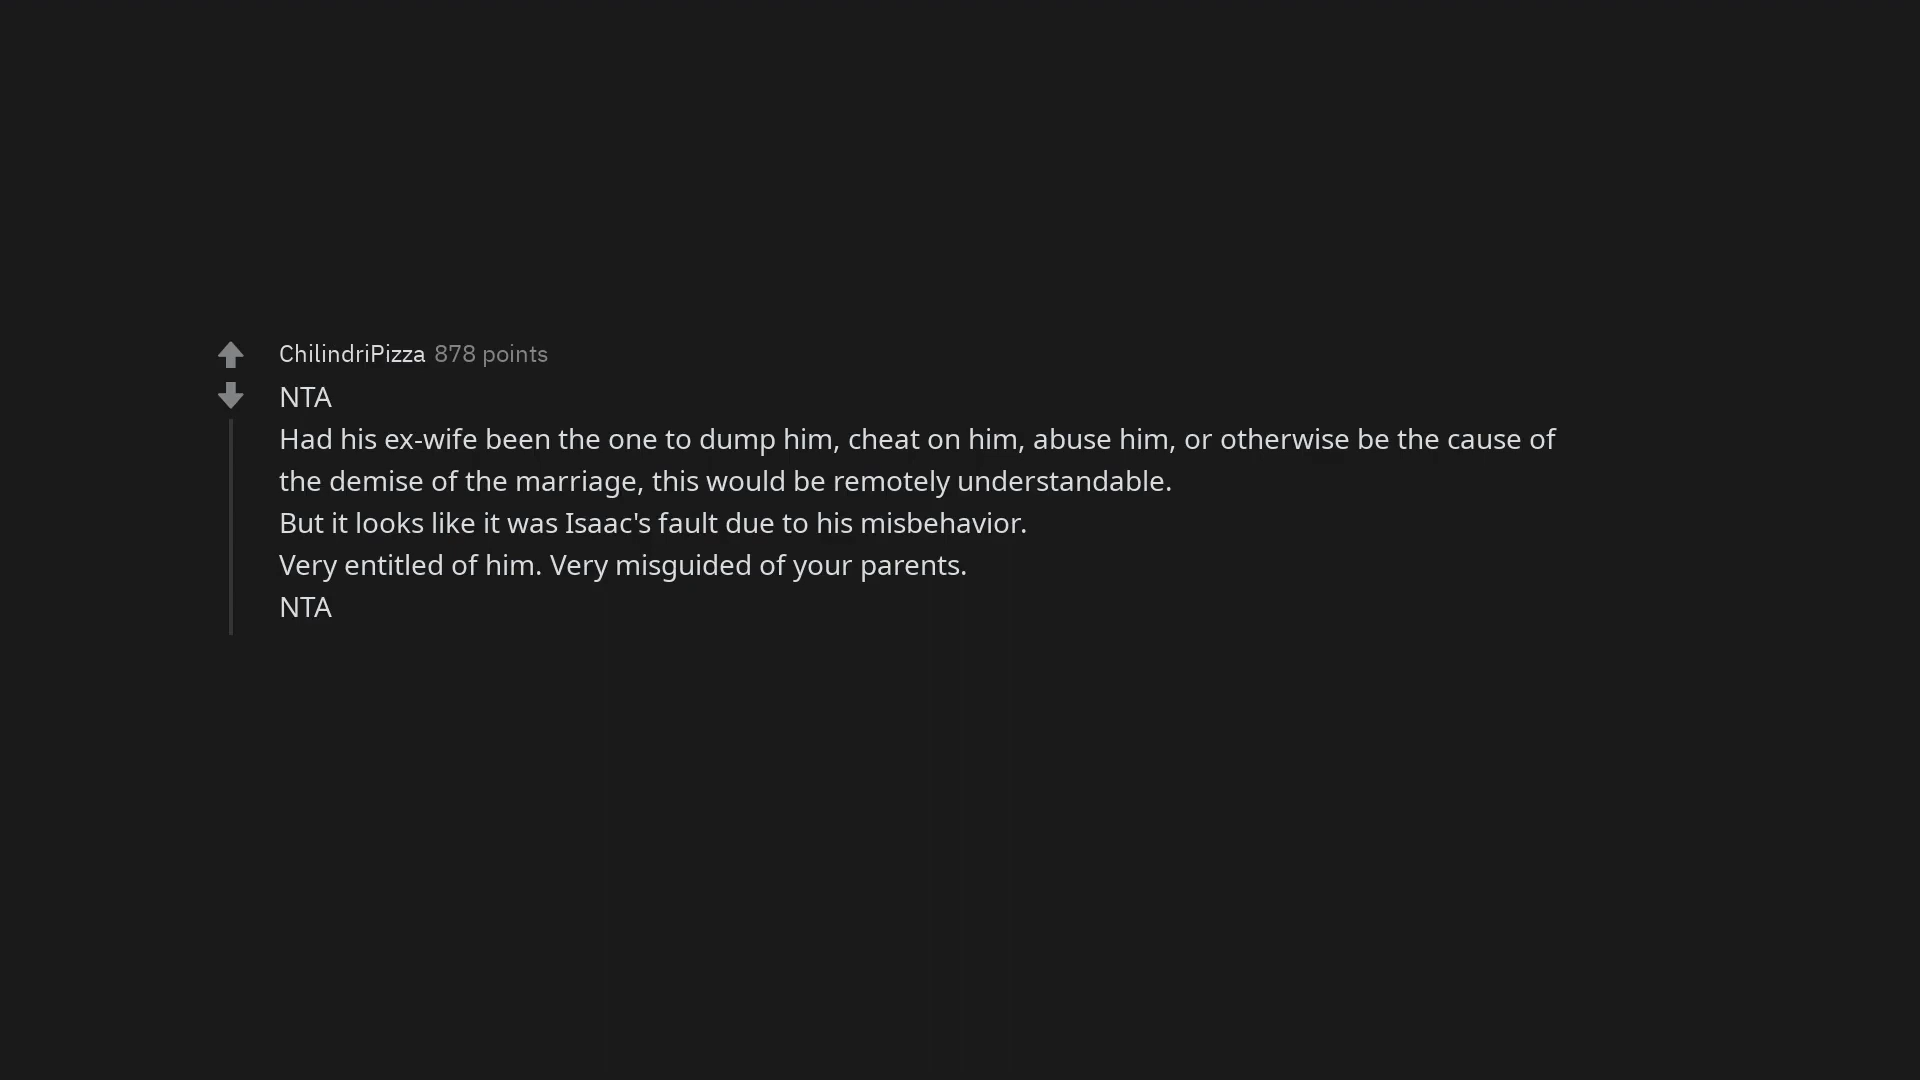 ChilindriPizza 878 points
NTA
Had his ex-wife been the one to dump him, cheat on him, abuse him, or otherwise be the cause of
the demise of the marriage, this would be remotely understandable.
But it looks like it was Isaac's fault due to his misbehavior.
Very entitled of him. Very misguided of your parents.
NTA